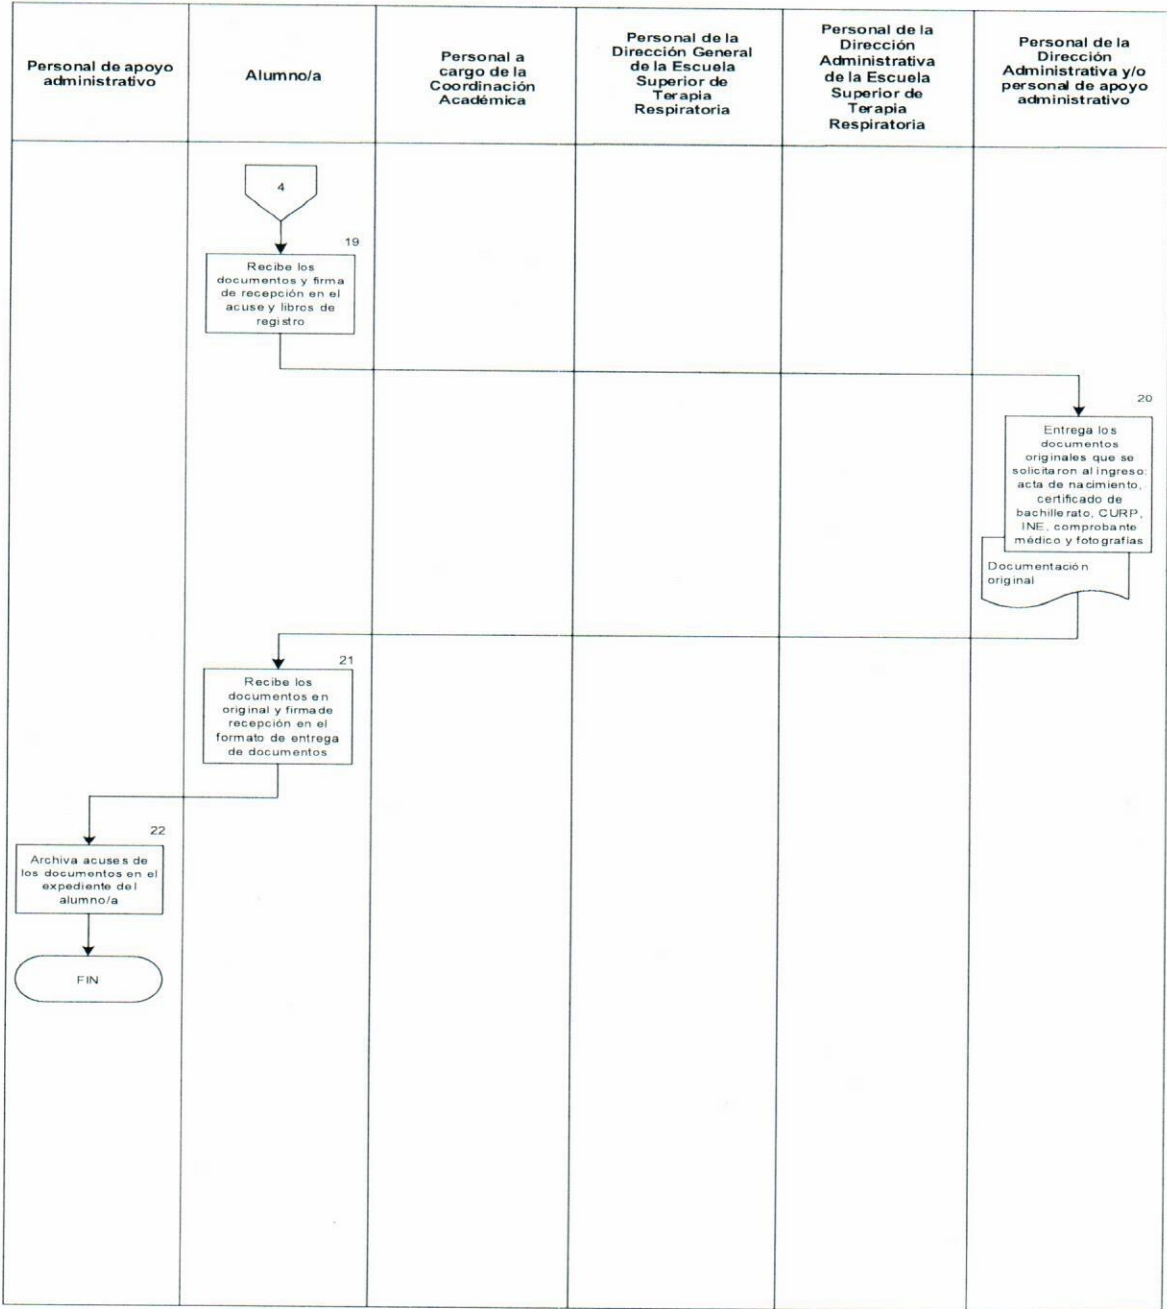 Personal de apoyo
administrativo
Alumno/a
Personal a
cargo de la
Coordinación
Académica
Personal de la
Dirección General
de la Escuela
Superior de
Terapia
Respiratoria
Personal de la
Dirección
Administrativa
de la Escuela
Superior de
Terapia
Respiratoria
Personal de la
Dirección
Administrativa y/o
personal de apoyo
administrativo
4
19
Recibe los
documentos y firma
de recepción en el
acuse y libros de
registro
20
Entrega los
documentos
originales que se
solicitaron al ingreso:
acta de nacimiento,
certificado de
bachillerato, CURP,
INE, comprobante
médico y fotografías
Documentación
original
21
Recibe los
documentos en
original y firma de
recepción en el
formato de entrega
de documentos
22
Archiva acuses de
los documentos en el
expediente del
alumno/a
FIN